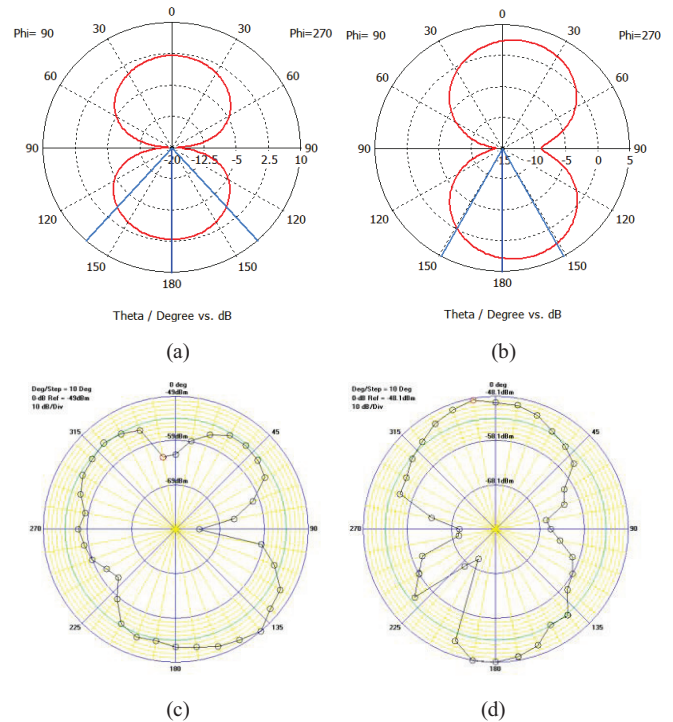 Phi= 90 30 0 30 Phi=270
60 60
90 -20 -12.5 -5 2.5 10 90
120 120
150 150
180
Theta / Degree vs. dB
(a)
Phi= 90 30 0 30 Phi=270
60 60
90 -15 -10 -5 0 5 90
120 120
150 150
180
Theta / Degree vs. dB
(b)
Deg/Step = 10 Deg
0-dB Ref = -49dBm
10 dB/Div
0 deg
-49dBm
315 45
-59dBm
-69dBm
270 90
225 135
180
(c)
Deg/Step = 10 Deg
0-dB Ref = -48.1dBm
10 dB/Div
0 deg
-48.1dBm
315 45
-58.1dBm
-68.1dBm
270 90
225 135
180
(d)